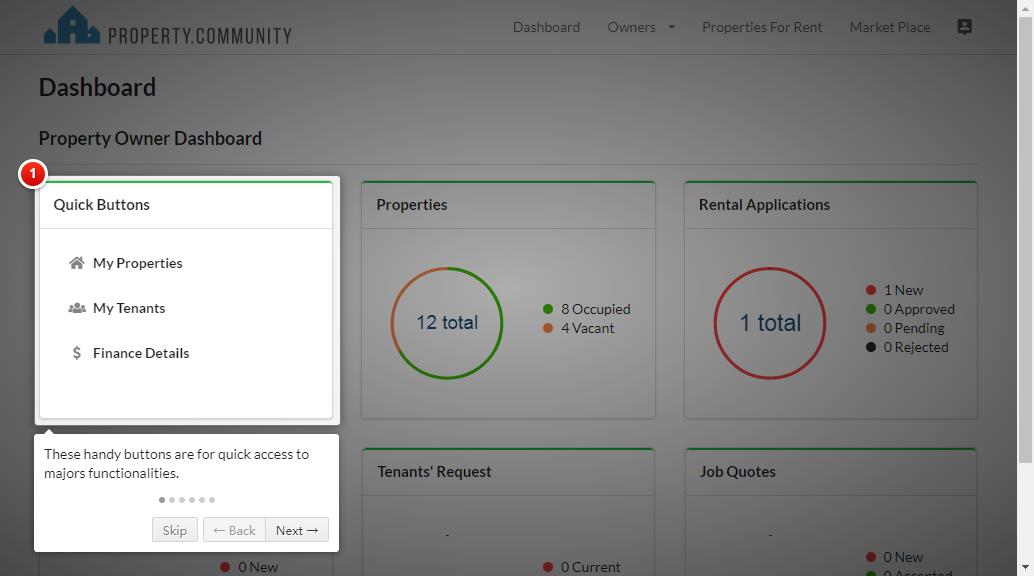 PROPERTY.COMMUNITY
Dashboard
Owners
Properties For Rent
Market Place
Dashboard
Property Owner Dashboard
1
Quick Buttons
My Properties
My Tenants
Finance Details
Properties
12 total
8 Occupied
4 Vacant
Rental Applications
1 total
1 New
0 Approved
0 Pending
0 Rejected
These handy buttons are for quick access to
majors functionalities.
Skip
← Back
Next →
0 New
Tenants' Request
-
0 Current
Job Quotes
-
0 New
0 Accepted